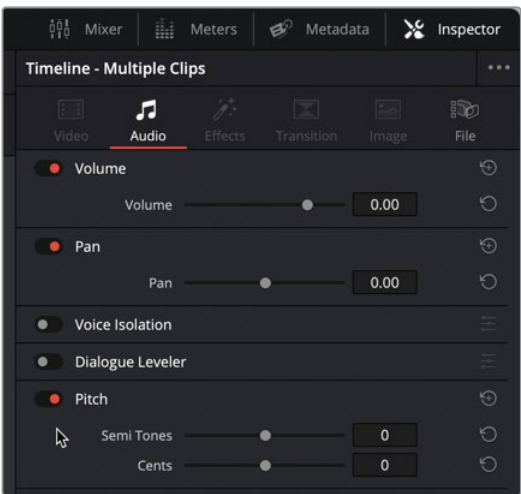 Mixer Meters Metadata Inspector
Timeline - Multiple Clips
Video Audio Effects Transition Image File
Volume
Volume 0.00
Pan
Pan 0.00
Voice Isolation
Dialogue Leveler
Pitch
Semi Tones 0
Cents 0